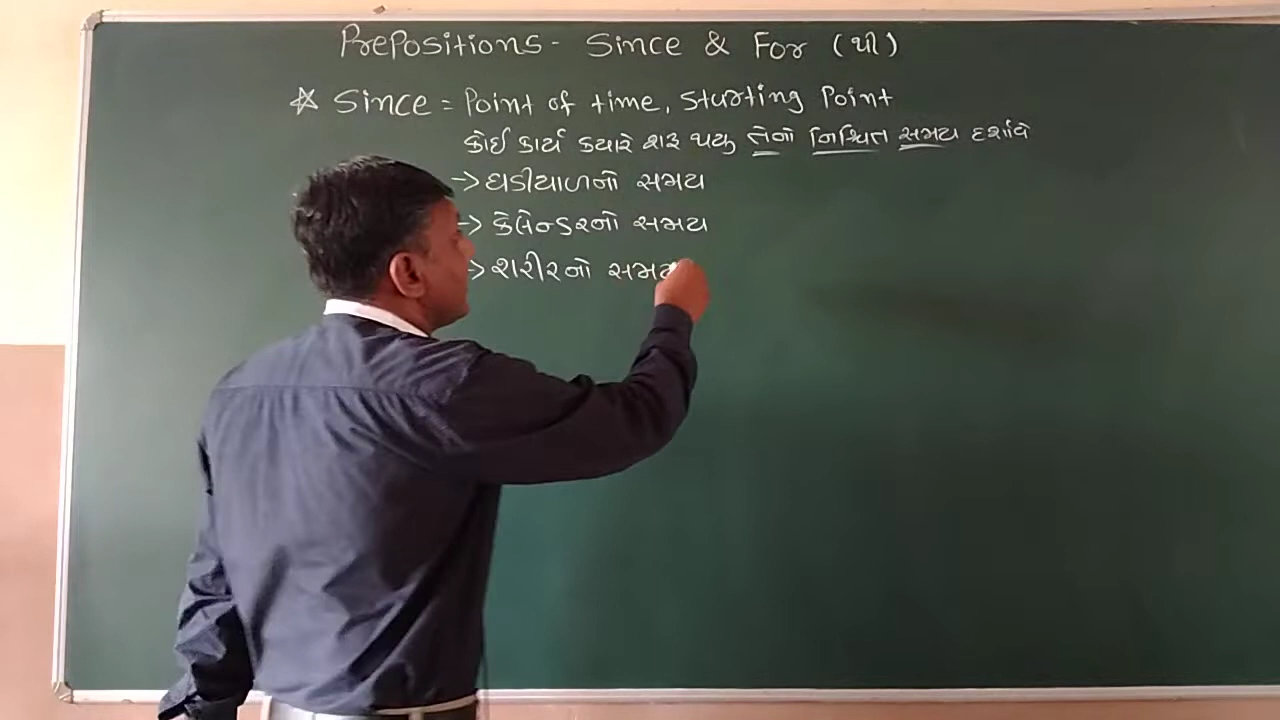 Prepositions - Since & For (થી)
☆ Since = Point of time, Starting Point
કોઈ કાર્ય ક્યારે શરૂ થયુ તેનો નિશ્ચિત સમય દર્શાવે
-> ઘડીયાળનો સમય
-> કેલેન્ડરનો સમય
-> શરીરનો સમય